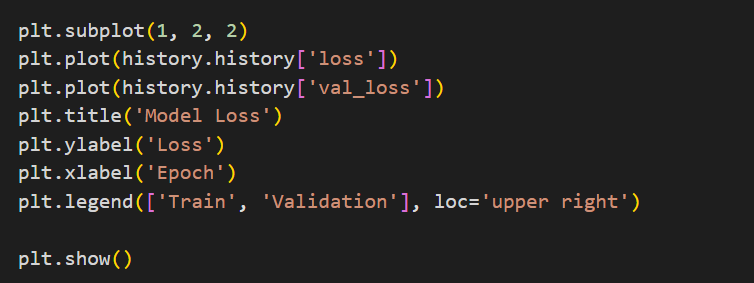 plt.subplot(1, 2, 2)
plt.plot(history.history['loss'])
plt.plot(history.history['val_loss'])
plt.title('Model Loss')
plt.ylabel('Loss')
plt.xlabel('Epoch')
plt.legend(['Train', 'Validation'], loc='upper right')
plt.show()